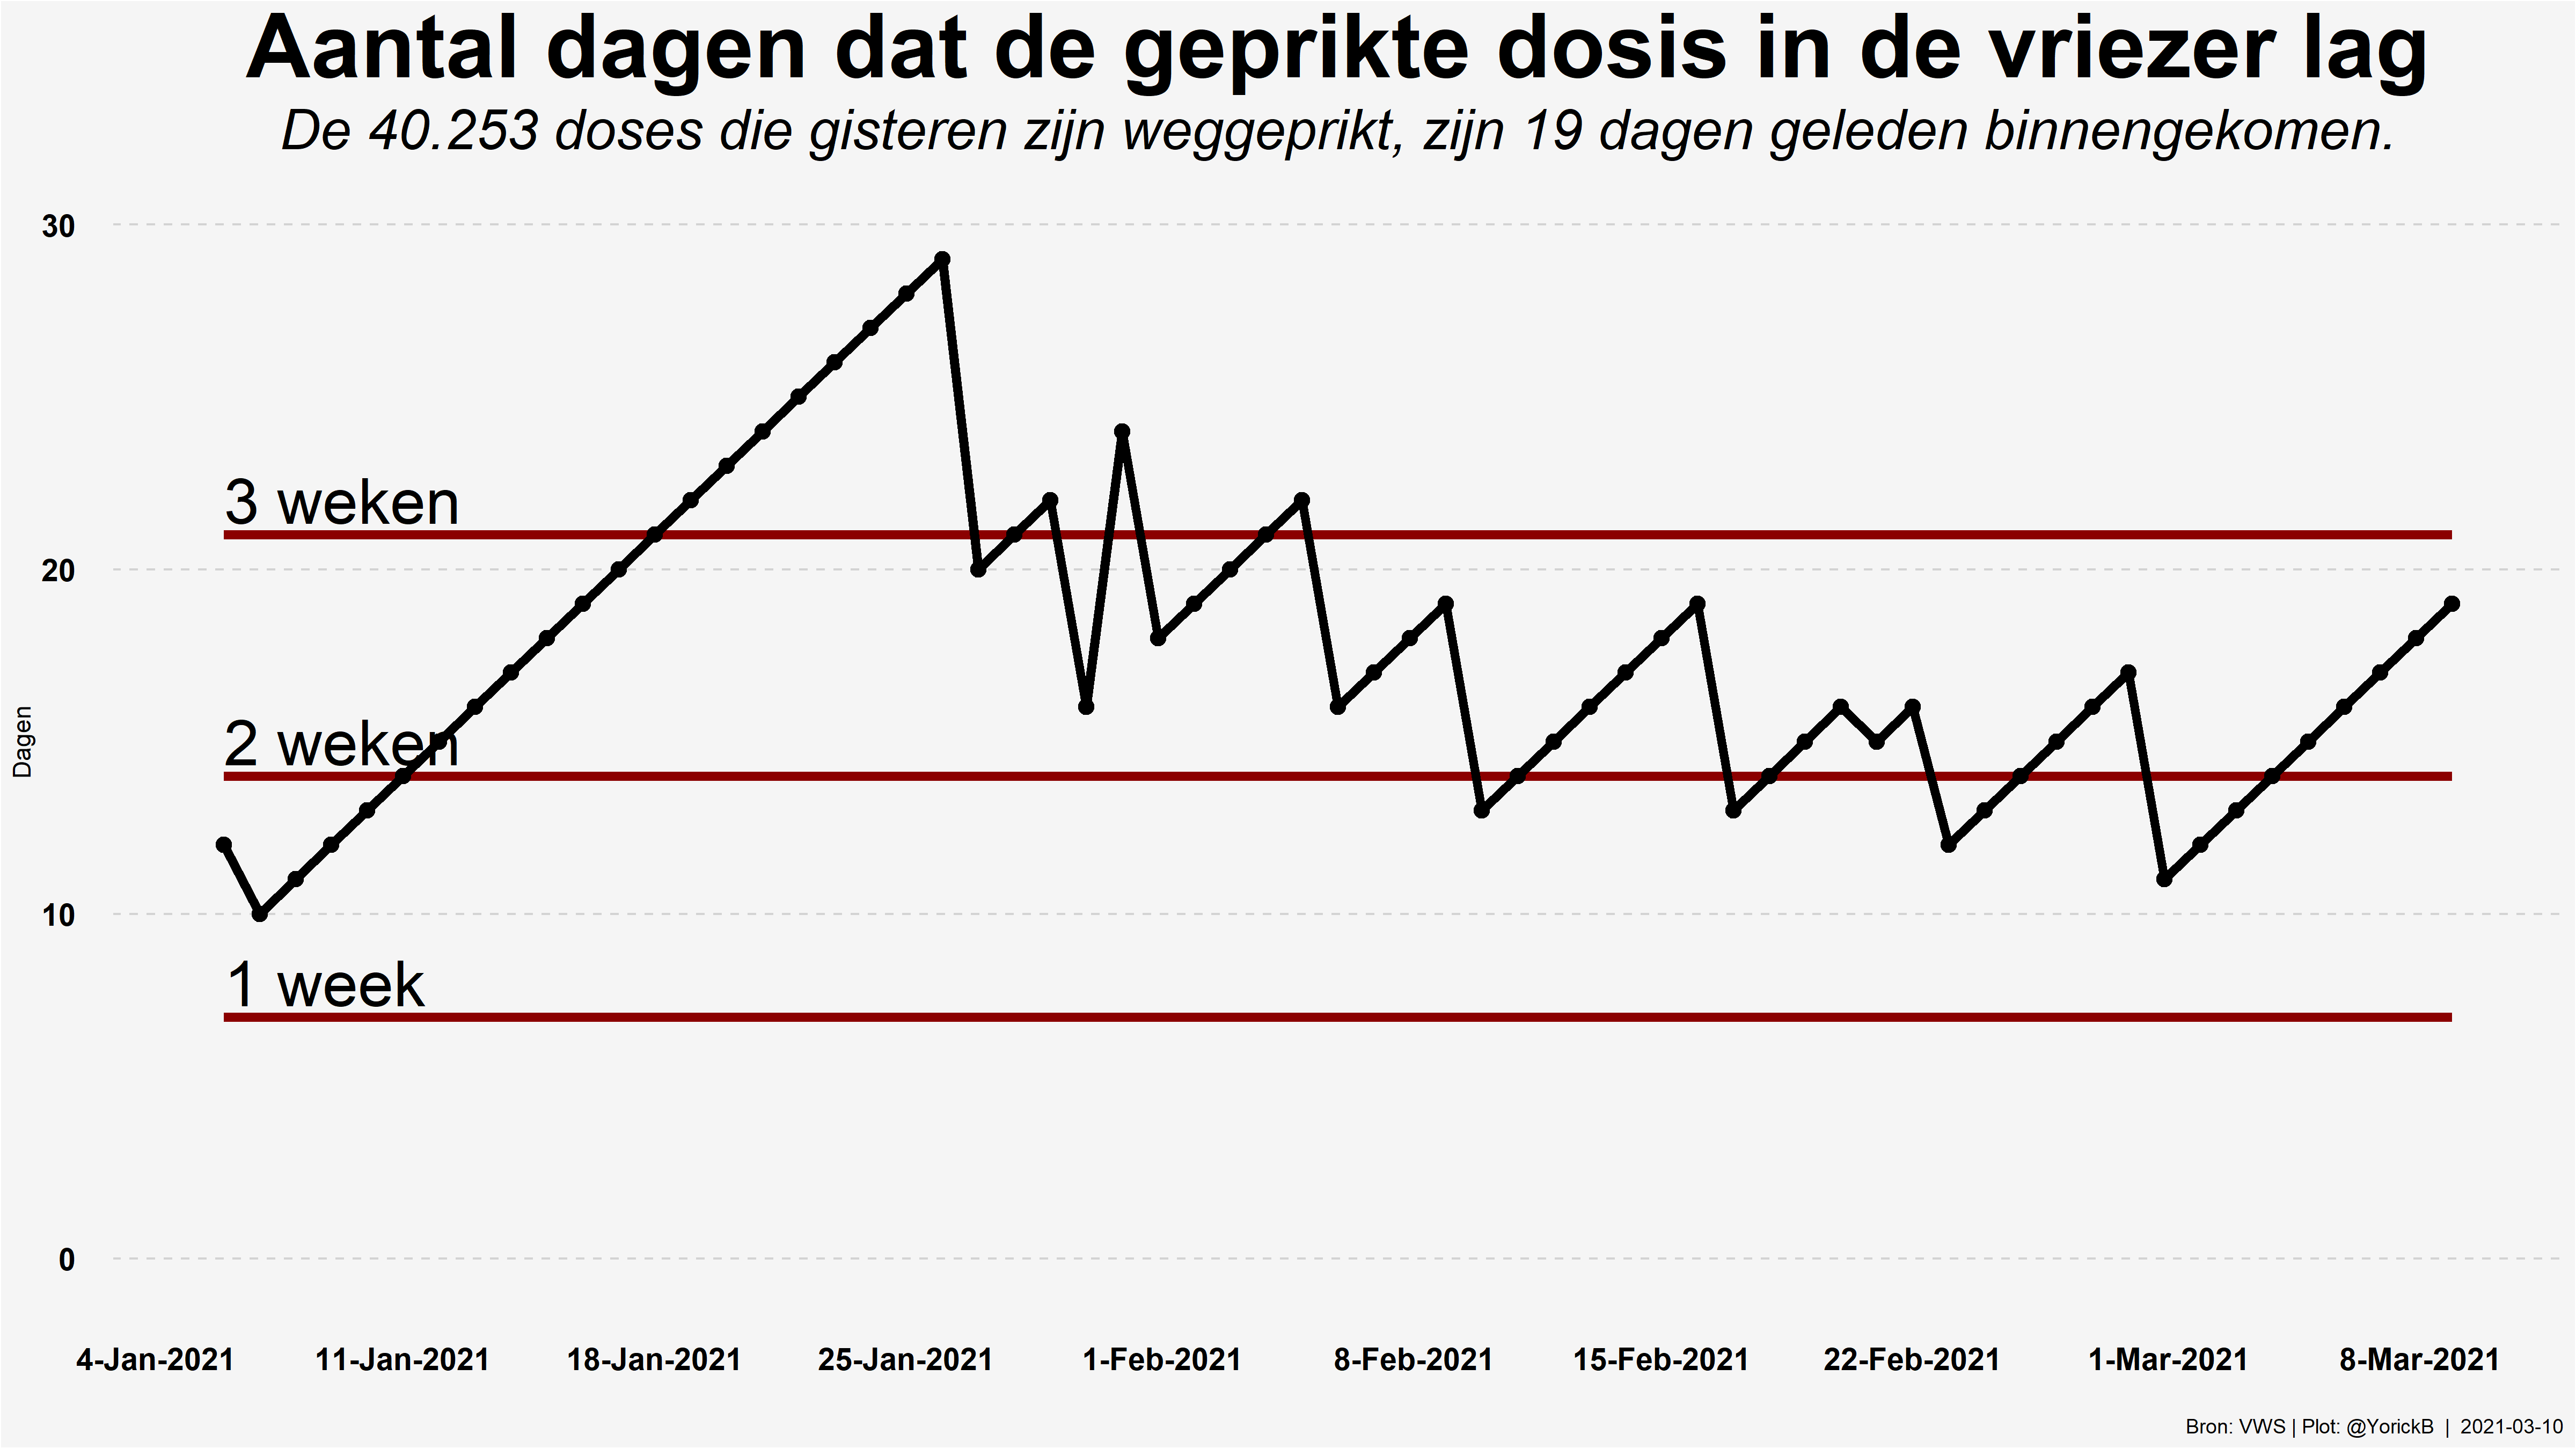 Aantal dagen dat de geprikte dosis in de vriezer lag
De 40.253 doses die gisteren zijn weggeprikt, zijn 19 dagen geleden binnengekomen.
30
3 weken
20
2 weken
Dagen
10
1 week
0
4-Jan-2021 11-Jan-2021 18-Jan-2021 25-Jan-2021 1-Feb-2021 8-Feb-2021 15-Feb-2021 22-Feb-2021 1-Mar-2021 8-Mar-2021
Bron: VWS | Plot: @YorickB | 2021-03-10